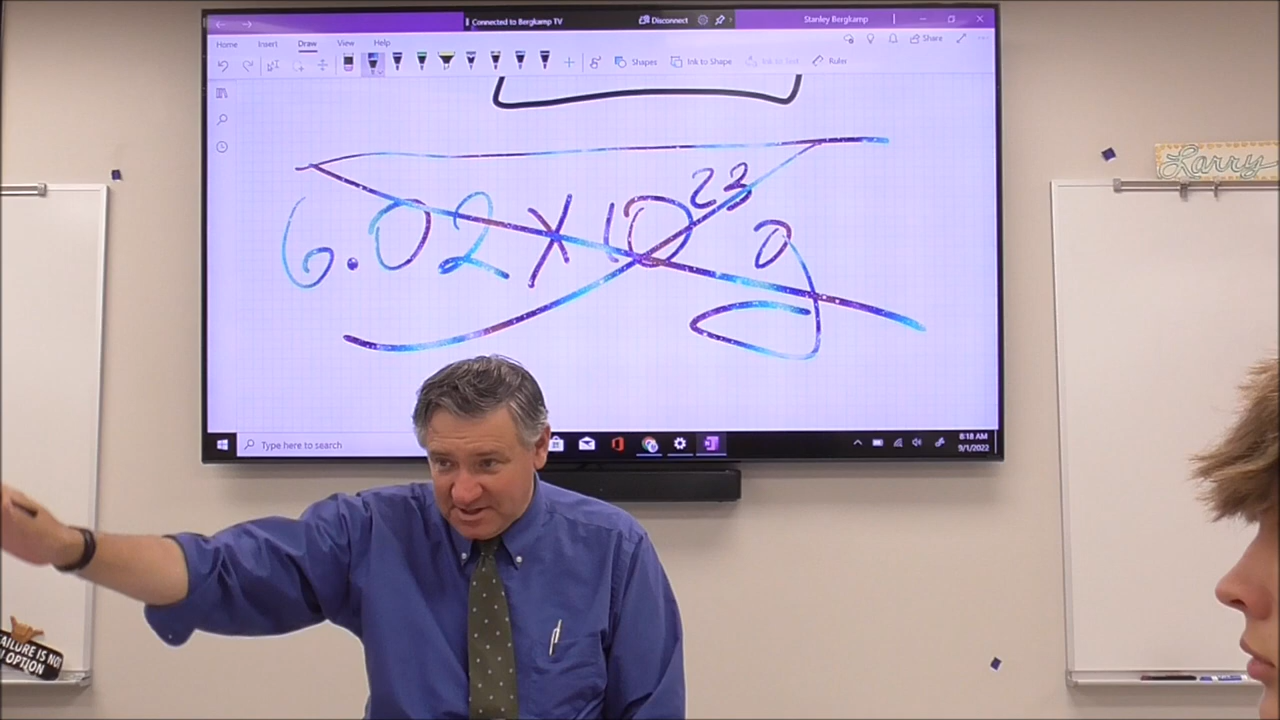 Connected to Bergkamp TV
Disconnect
Stanley Bergkamp
Home Insert Draw View Help
Share
Shapes Ink to Shape Ink to Text Ruler
6.02 x 10²³ g
Larry
Type here to search
8:18 AM
9/1/2022
FAILURE IS NOT
OPTION